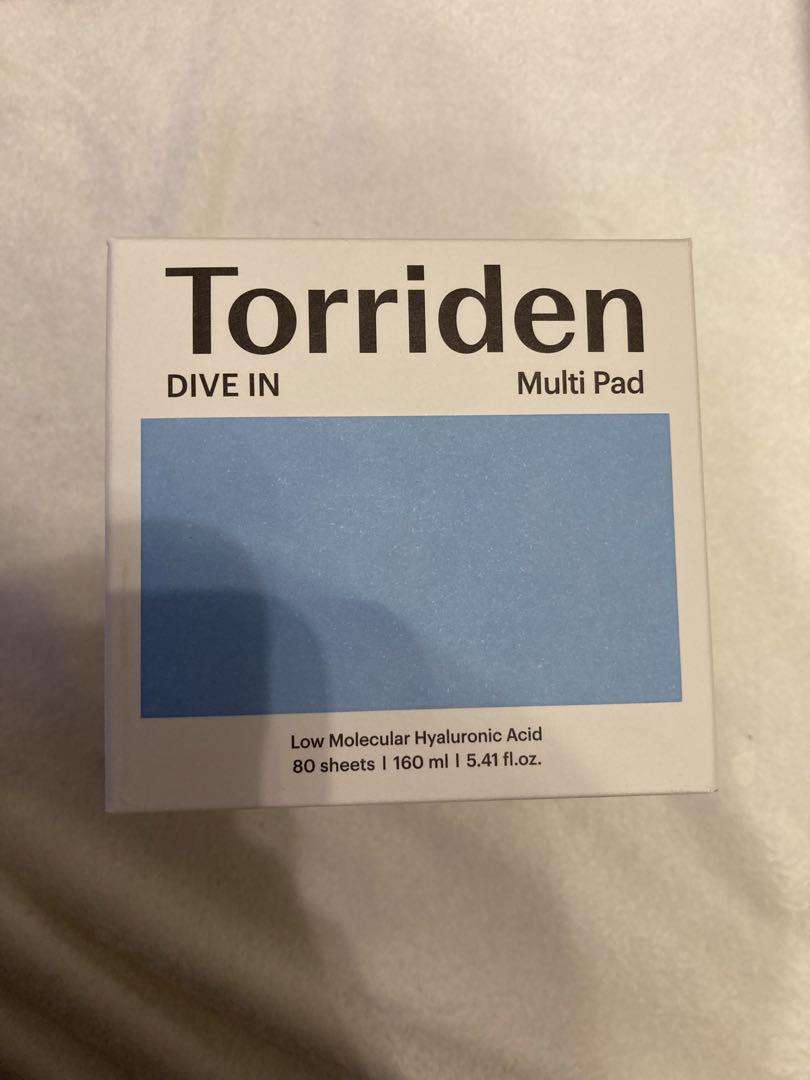 Torriden
DIVE IN Multi Pad
Low Molecular Hyaluronic Acid
80 sheets | 160 ml | 5.41 fl.oz.